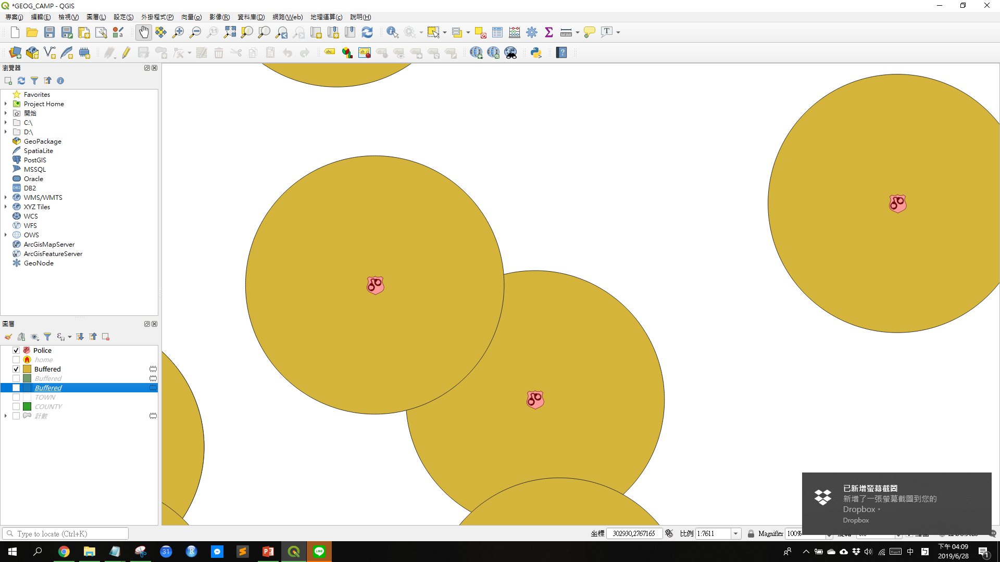 *GEOG_CAMP - QGIS
專案(j) 編輯(E) 檢視(V) 圖層(L) 設定(S) 外掛程式(P) 向量(o) 影像(R) 資料庫(D) 網路(Web) 地理運算(c) 說明(H)
瀏覽器
Favorites
Project Home
開始
C:\
D:\
GeoPackage
SpatiaLite
PostGIS
MSSQL
Oracle
DB2
WMS/WMTS
XYZ Tiles
WCS
WFS
OWS
ArcGisMapServer
ArcGisFeatureServer
GeoNode
圖層
Police
home
Buffered
Buffered
Buffered
TOWN
COUNTY
計數
已新增螢幕截圖
新增了一張螢幕截圖到您的
Dropbox。
Dropbox
Type to locate (Ctrl+K)
坐標 302930,2767165 比例 1:7611 Magnifier 100%
中
下午 04:09
2019/6/28
1